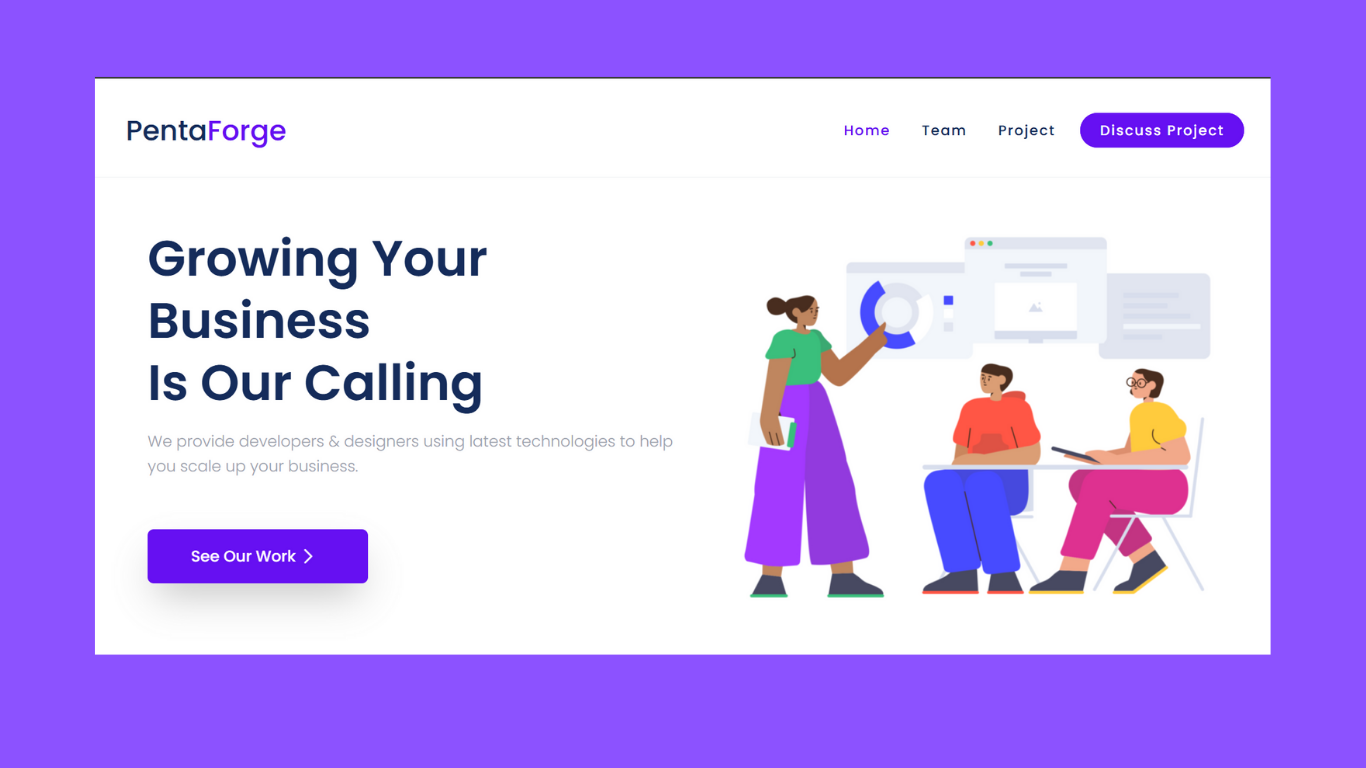 PentaForge
Home Team Project Discuss Project
Growing Your
Business
Is Our Calling
We provide developers & designers using latest technologies to help
you scale up your business.
See Our Work